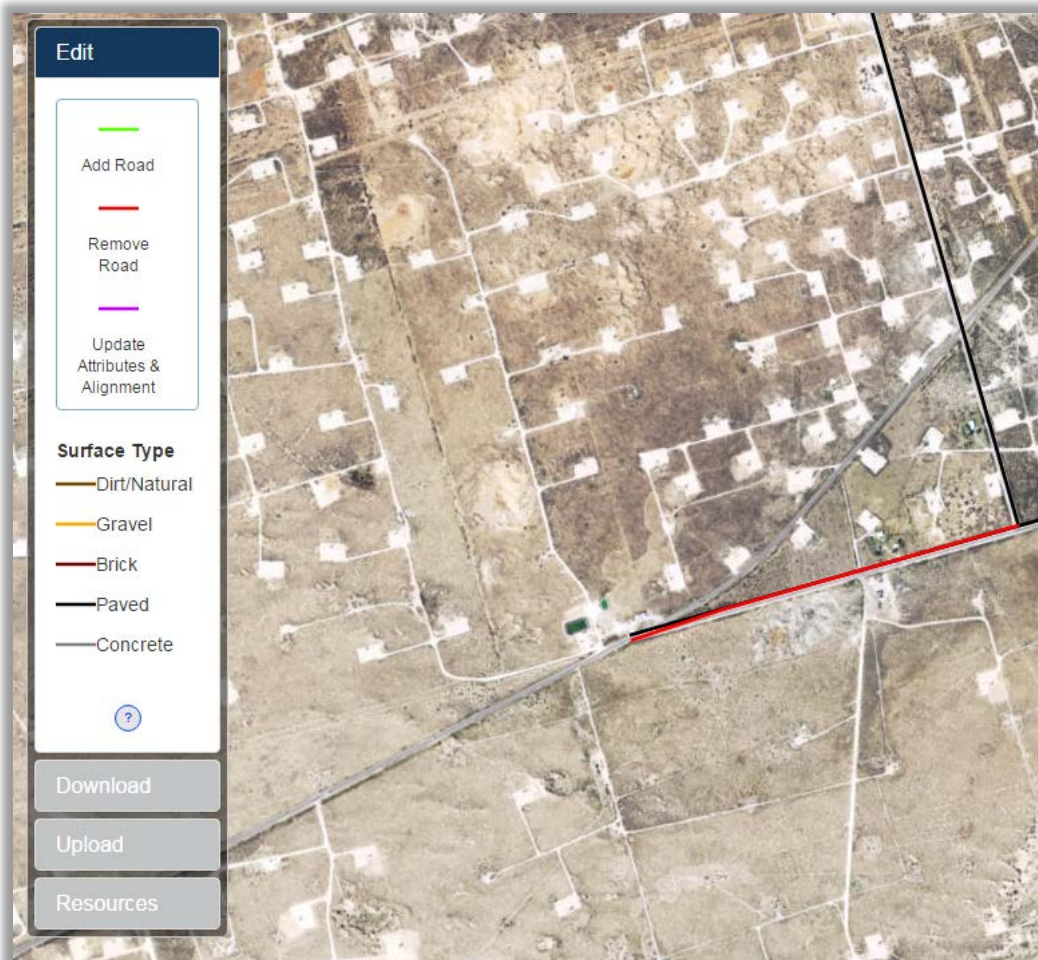 Edit
Add Road
Remove
Road
Update
Attributes &
Alignment
Surface Type
Dirt/Natural
Gravel
Brick
Paved
Concrete
?
Download
Upload
Resources